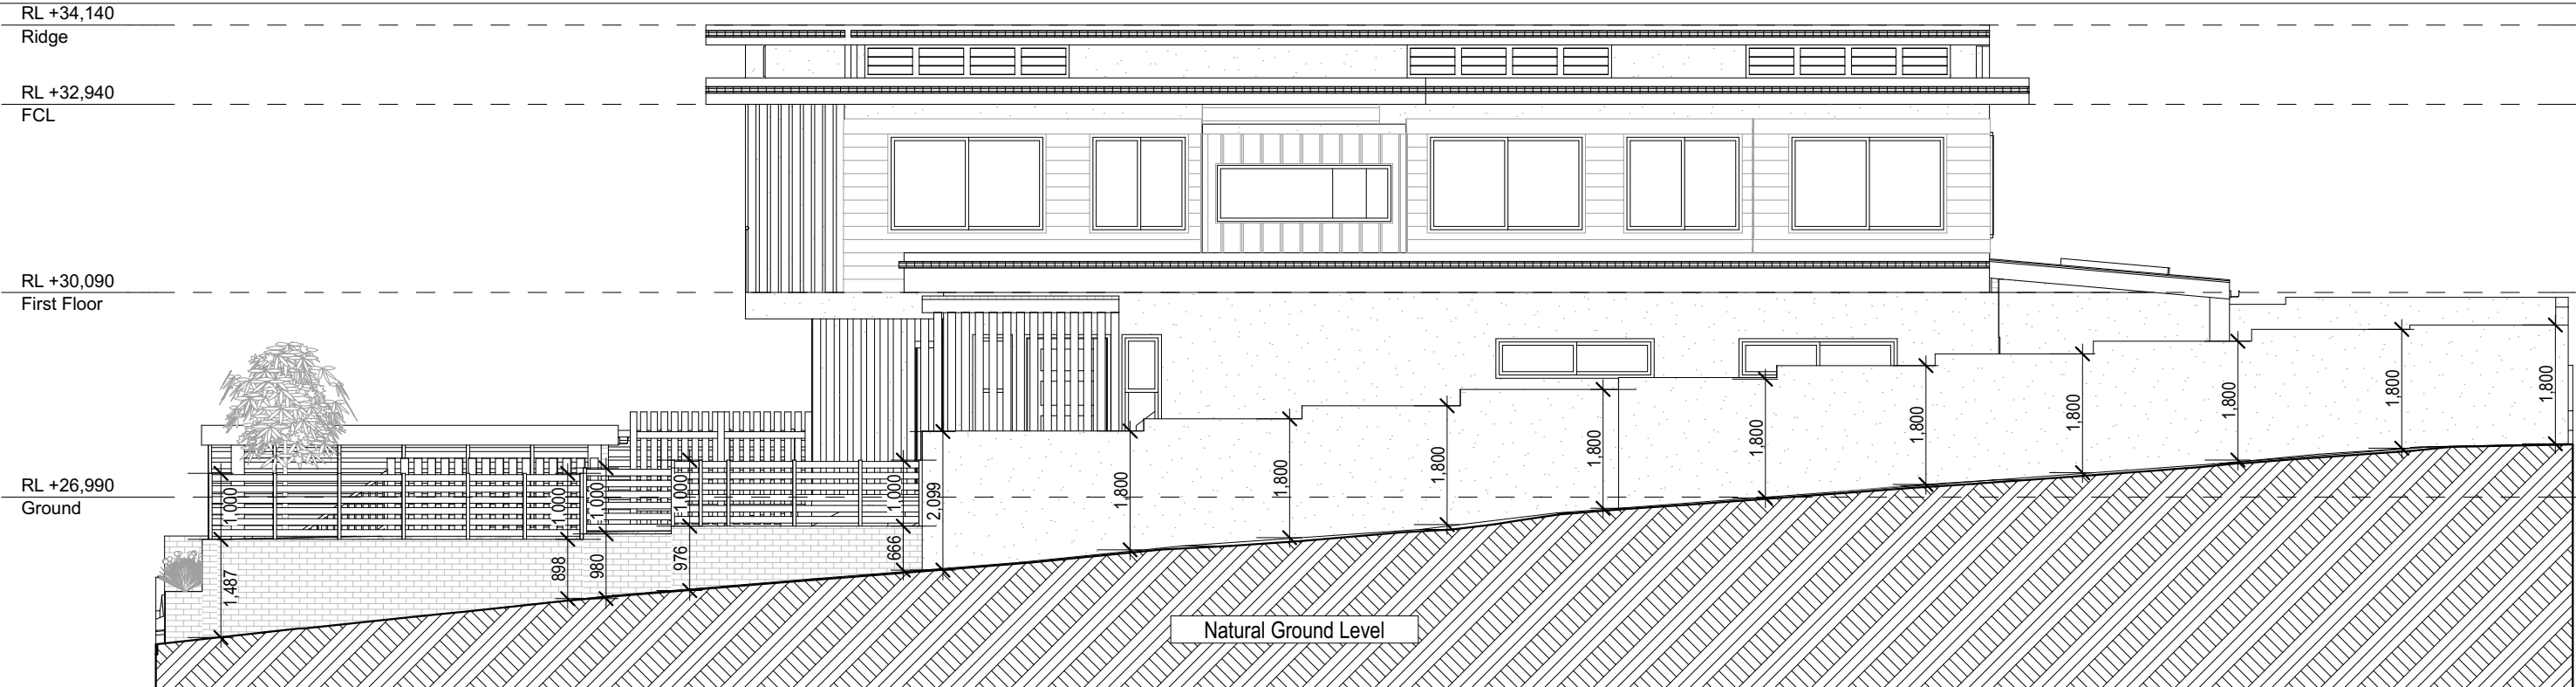 RL +34,140
Ridge
RL +32,940
FCL
RL +30,090
First Floor
RL +26,990
Ground
1,000
1,000
1,000
1,000
1,000
2,099
1,487
898
980
976
666
1,800
1,800
1,800
1,800
1,800
1,800
1,800
1,800
1,800
1,800
Natural Ground Level